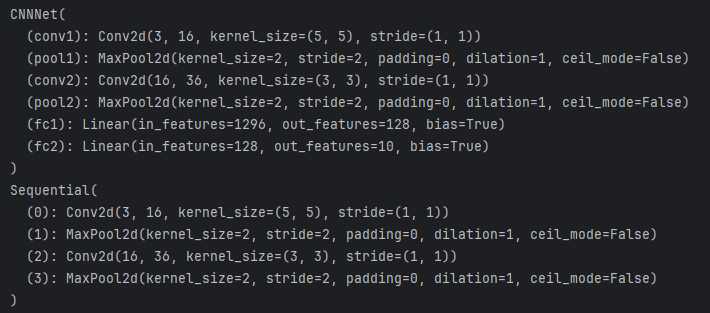 CNNNet(
  (conv1): Conv2d(3, 16, kernel_size=(5, 5), stride=(1, 1))
  (pool1): MaxPool2d(kernel_size=2, stride=2, padding=0, dilation=1, ceil_mode=False)
  (conv2): Conv2d(16, 36, kernel_size=(3, 3), stride=(1, 1))
  (pool2): MaxPool2d(kernel_size=2, stride=2, padding=0, dilation=1, ceil_mode=False)
  (fc1): Linear(in_features=1296, out_features=128, bias=True)
  (fc2): Linear(in_features=128, out_features=10, bias=True)
)
Sequential(
  (0): Conv2d(3, 16, kernel_size=(5, 5), stride=(1, 1))
  (1): MaxPool2d(kernel_size=2, stride=2, padding=0, dilation=1, ceil_mode=False)
  (2): Conv2d(16, 36, kernel_size=(3, 3), stride=(1, 1))
  (3): MaxPool2d(kernel_size=2, stride=2, padding=0, dilation=1, ceil_mode=False)
)